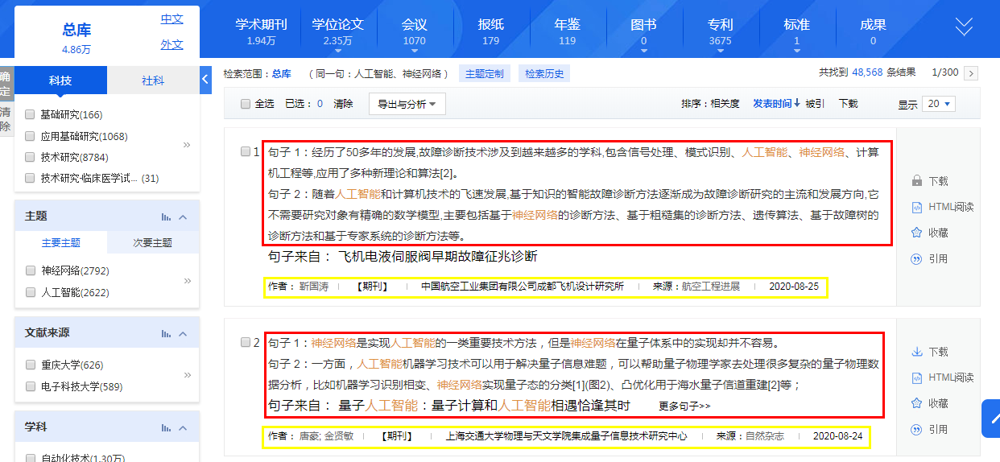 总库
4.86万
中文
外文
学术期刊 学位论文 会议 报纸 年鉴 图书 专利 标准 成果
1.94万 2.35万 1070 179 119 0 3675 1 0
确定
清除
科技 社科
基础研究(166)
应用基础研究(1068)
技术研究(8784)
技术研究-临床医学试... (31)
»
主题
主要主题 次要主题
神经网络(2792)
人工智能(2622)
»
文献来源
重庆大学(626)
电子科技大学(589)
»
学科
自动化技术(1.30万)
检索范围：总库 （ 同一句：人工智能、神经网络 ） 主题定制 检索历史 共找到 48,568 条结果 1/300 >
全选 已选： 0 清除 导出与分析 排序：相关度 发表时间↓ 被引 下载 显示 20
1 句子 1：经历了50多年的发展,故障诊断技术涉及到越来越多的学科,包含信号处理、模式识别、人工智能、神经网络、计算
机工程等,应用了多种新理论和算法[2]。
句子 2：随着人工智能和计算机技术的飞速发展,基于知识的智能故障诊断方法逐渐成为故障诊断研究的主流和发展方向,它
不需要研究对象有精确的数学模型,主要包括基于神经网络的诊断方法、基于粗糙集的诊断方法、遗传算法、基于故障树的
诊断方法和基于专家系统的诊断方法等。
句子来自： 飞机电液伺服阀早期故障征兆诊断
作者： 靳国涛 【期刊】 中国航空工业集团有限公司成都飞机设计研究所 来源：航空工程进展 2020-08-25
下载
HTML阅读
收藏
引用
2 句子 1：神经网络是实现人工智能的一类重要技术方法，但是神经网络在量子体系中的实现却并不容易。
句子 2：一方面，人工智能机器学习技术可以用于解决量子信息难题，可以帮助量子物理学家去处理很多复杂的量子物理数
据分析，比如机器学习识别相变、神经网络实现量子态的分类[1](图2)、凸优化用于海水量子信道重建[2]等；
句子来自： 量子人工智能：量子计算和人工智能相遇恰逢其时 更多句子>>
作者： 唐豪; 金贤敏 【期刊】 上海交通大学物理与天文学院集成量子信息技术研究中心 来源：自然杂志 2020-08-24
下载
HTML阅读
收藏
引用